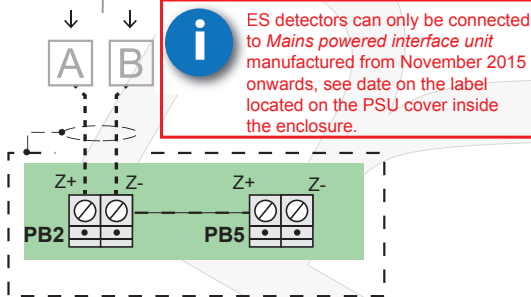 ES detectors can only be connected
to Mains powered interface unit
manufactured from November 2015
onwards, see date on the label
located on the PSU cover inside
the enclosure.
i
A B
Z+ Z- Z+ Z-
PB2 PB5